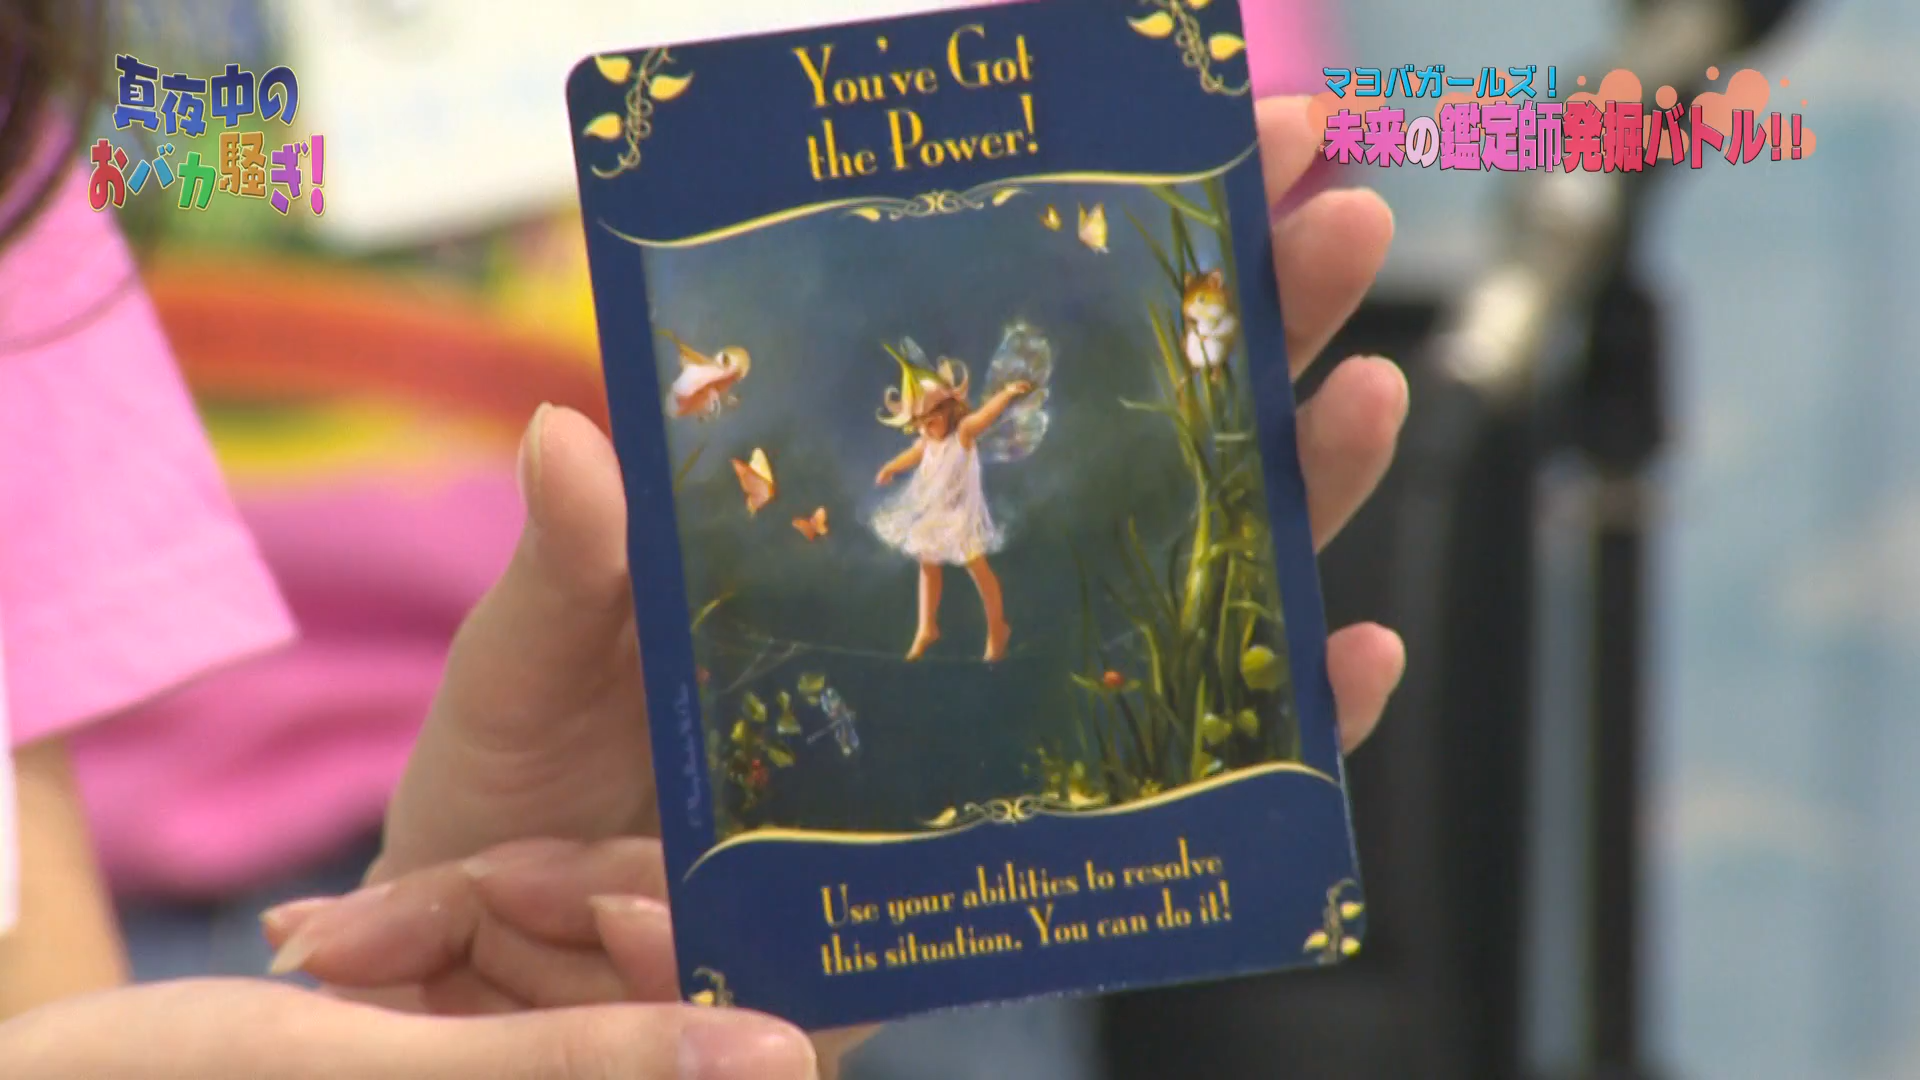 真夜中の
おバカ騒ぎ!
マヨバガールズ!
未来の鑑定師発掘バトル!!
You've Got
the Power!
Use your abilities to resolve
this situation. You can do it!